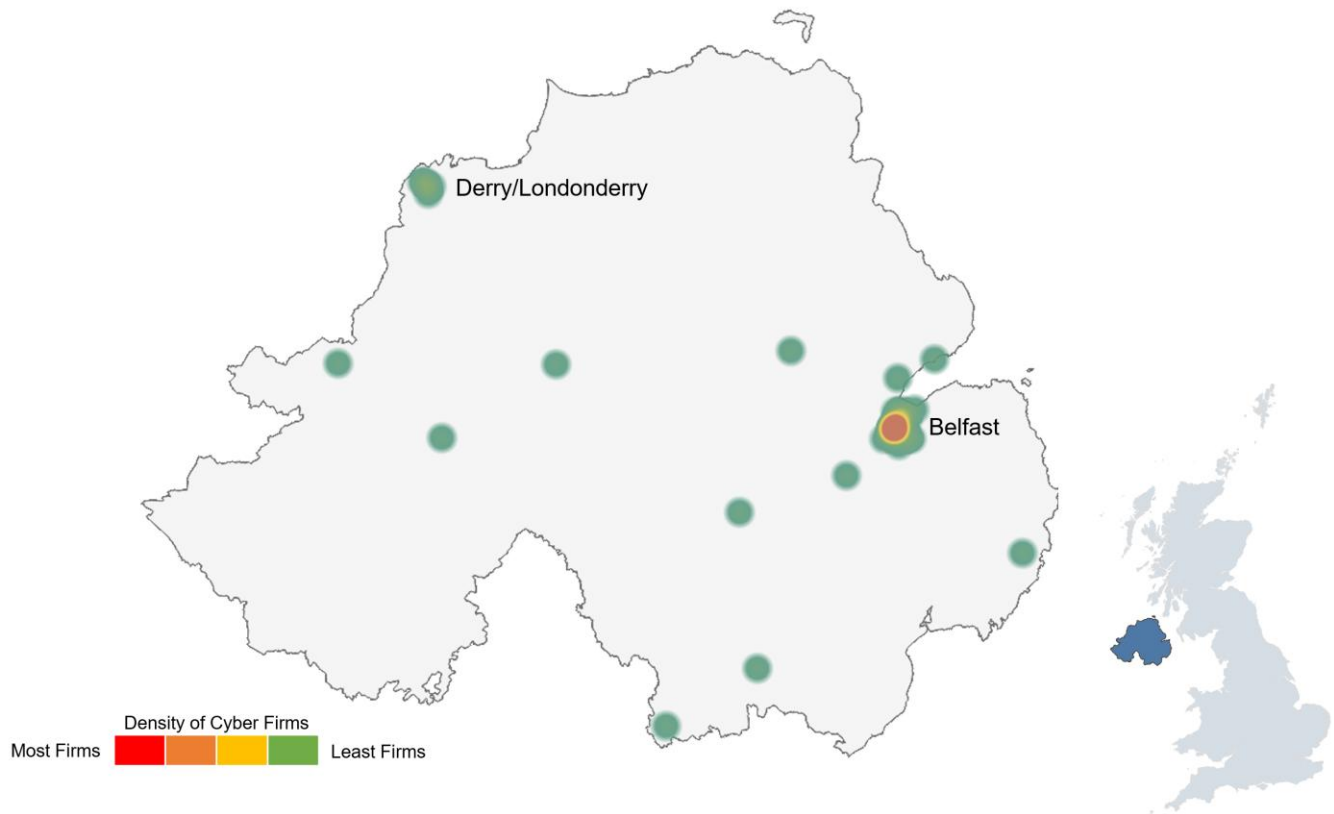 Derry/Londonderry
Belfast
Density of Cyber Firms
Most Firms
Least Firms